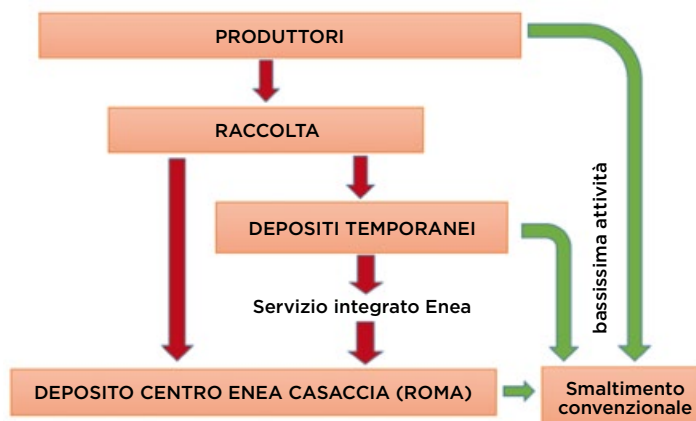 PRODUTTORI
RACCOLTA
DEPOSITI TEMPORANEI
bassissima attività
Servizio integrato Enea
DEPOSITO CENTRO ENEA CASACCIA (ROMA)
Smaltimento
convenzionale